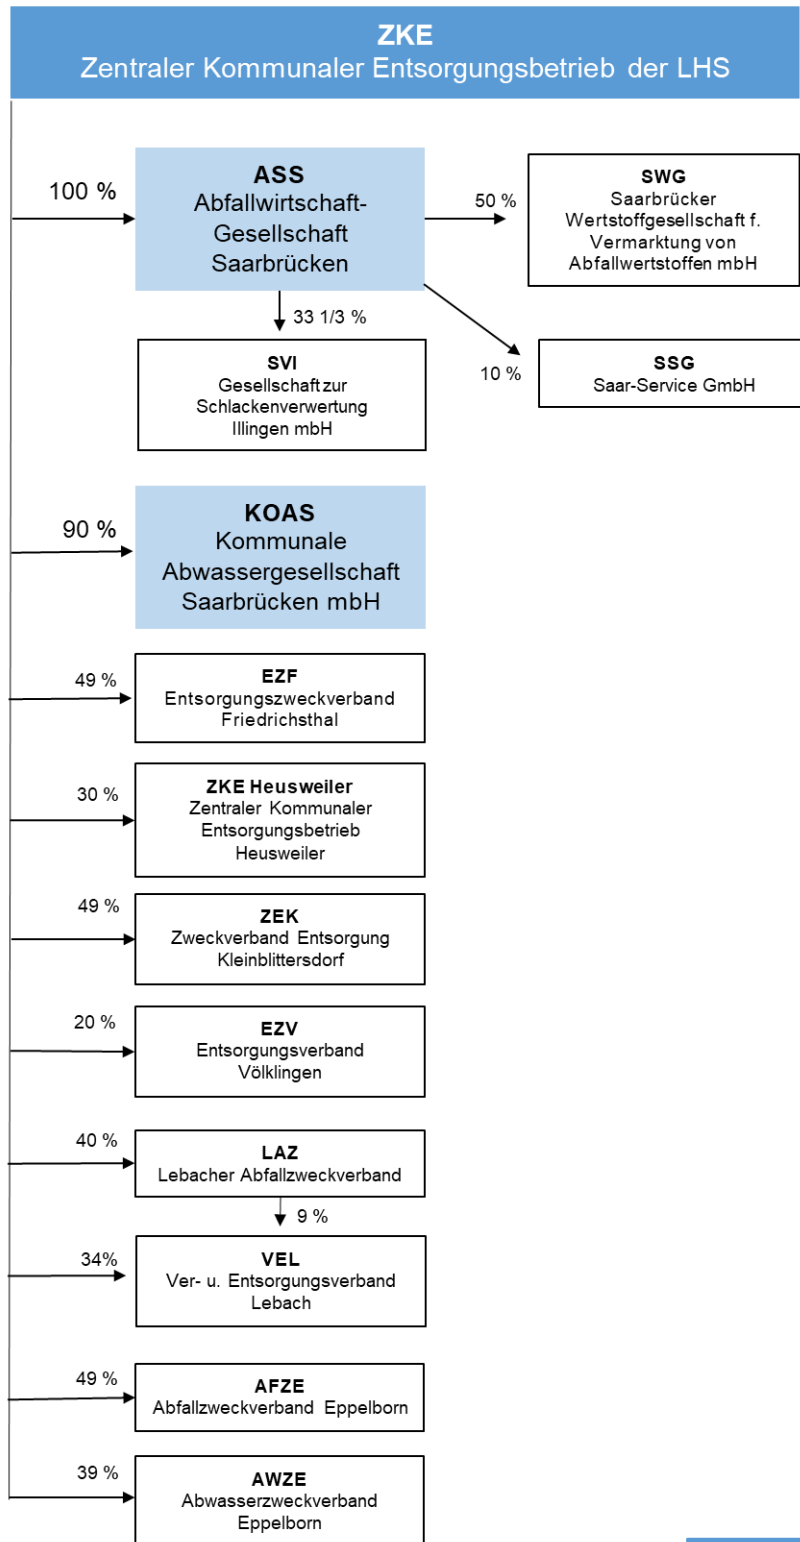 ZKE
Zentraler Kommunaler Entsorgungsbetrieb der LHS
100 %
ASS
Abfallwirtschaft-
Gesellschaft
Saarbrücken
50 %
SWG
Saarbrücker
Wertstoffgesellschaft f.
Vermarktung von
Abfallwertstoffen mbH
33 1/3 %
10 %
SVI
Gesellschaft zur
Schlackenverwertung
Illingen mbH
SSG
Saar-Service GmbH
90 %
KOAS
Kommunale
Abwassergesellschaft
Saarbrücken mbH
49 %
EZF
Entsorgungszweckverband
Friedrichsthal
30 %
ZKE Heusweiler
Zentraler Kommunaler
Entsorgungsbetrieb
Heusweiler
49 %
ZEK
Zweckverband Entsorgung
Kleinblittersdorf
20 %
EZV
Entsorgungsverband
Völklingen
40 %
LAZ
Lebacher Abfallzweckverband
9 %
34%
VEL
Ver- u. Entsorgungsverband
Lebach
49 %
AFZE
Abfallzweckverband Eppelborn
39 %
AWZE
Abwasserzweckverband
Eppelborn